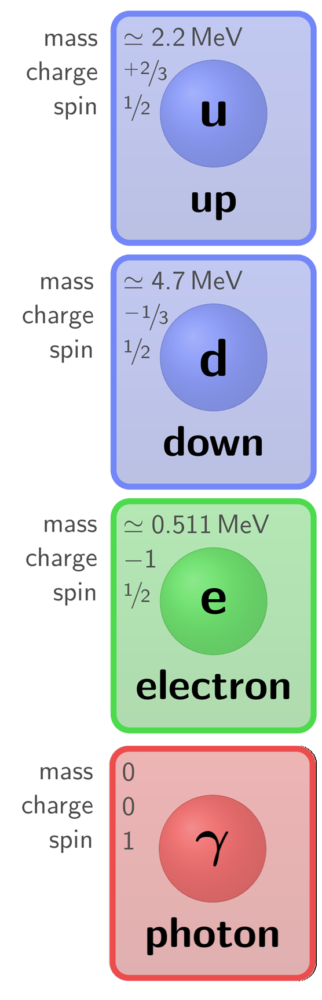 mass ≃ 2.2 MeV
charge +2/3
spin 1/2
u
up
mass ≃ 4.7 MeV
charge −1/3
spin 1/2
d
down
mass ≃ 0.511 MeV
charge −1
spin 1/2
e
electron
mass 0
charge 0
spin 1
γ
photon